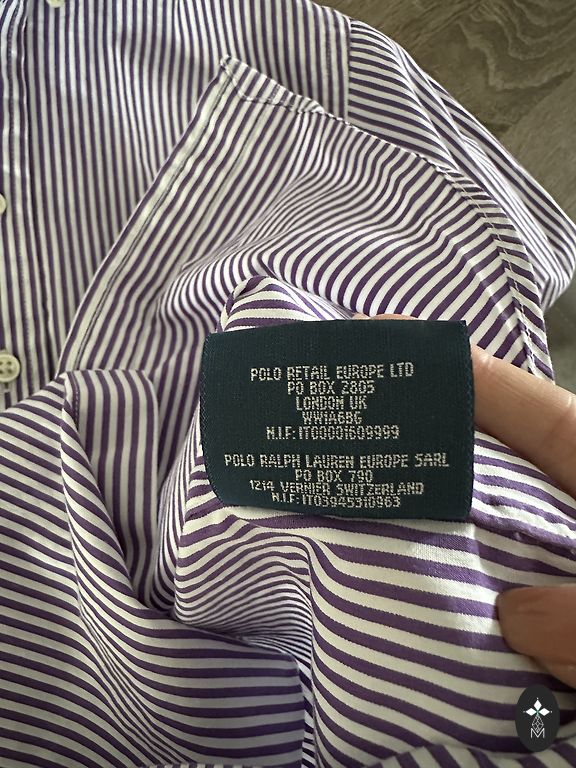 POLO RETAIL EUROPE LTD
PO BOX 2805
LONDON UK
WW1A6BG
N.I.F: IT00001609999
POLO RALPH LAUREN EUROPE SARL
PO BOX 790
1214 VERNIER SWITZERLAND
N.I.F: IT03945310963
M